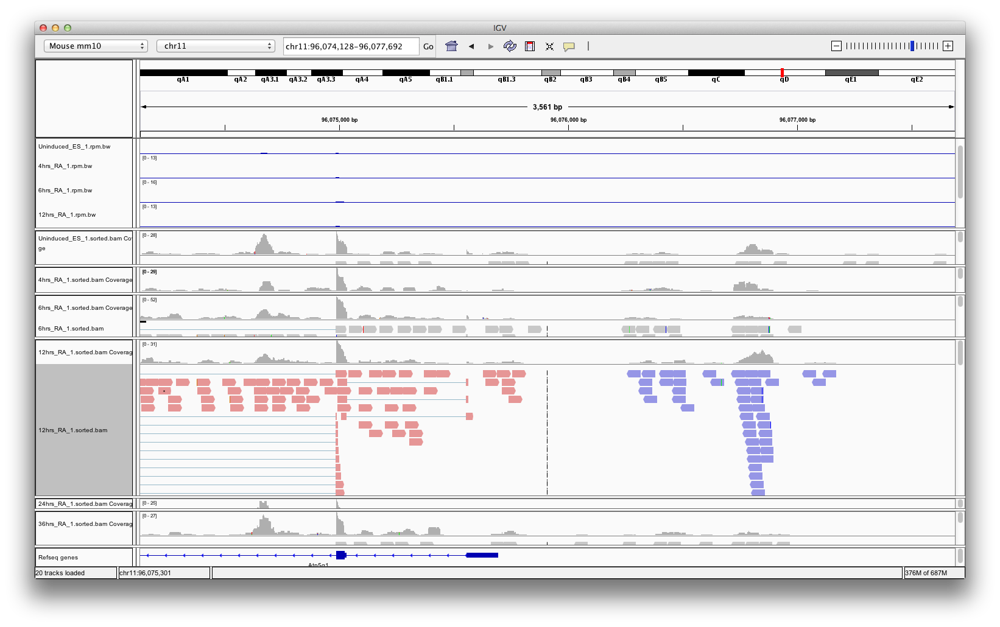 IGV
Mouse mm10
chr11
chr11:96,074,128-96,077,692
Go
qA1 qA2 qA3.1 qA3.2 qA3.3 qA4 qA5 qB1.1 qB1.3 qB2 qB3 qB4 qB5 qC qD qE1 qE2
3,561 bp
96,075,000 bp 96,076,000 bp 96,077,000 bp
Uninduced_ES_1.rpm.bw
[0 - 13]
4hrs_RA_1.rpm.bw
[0 - 16]
6hrs_RA_1.rpm.bw
[0 - 13]
12hrs_RA_1.rpm.bw
[0 - 28]
Uninduced_ES_1.sorted.bam Cov
ge
[0 - 29]
4hrs_RA_1.sorted.bam Coverage
[0 - 52]
6hrs_RA_1.sorted.bam Coverage
6hrs_RA_1.sorted.bam
[0 - 31]
12hrs_RA_1.sorted.bam Coverag
12hrs_RA_1.sorted.bam
24hrs_RA_1.sorted.bam Coverag [0 - 25]
[0 - 27]
36hrs_RA_1.sorted.bam Coverag
Refseq genes
20 tracks loaded chr11:96,075,301 376M of 687M